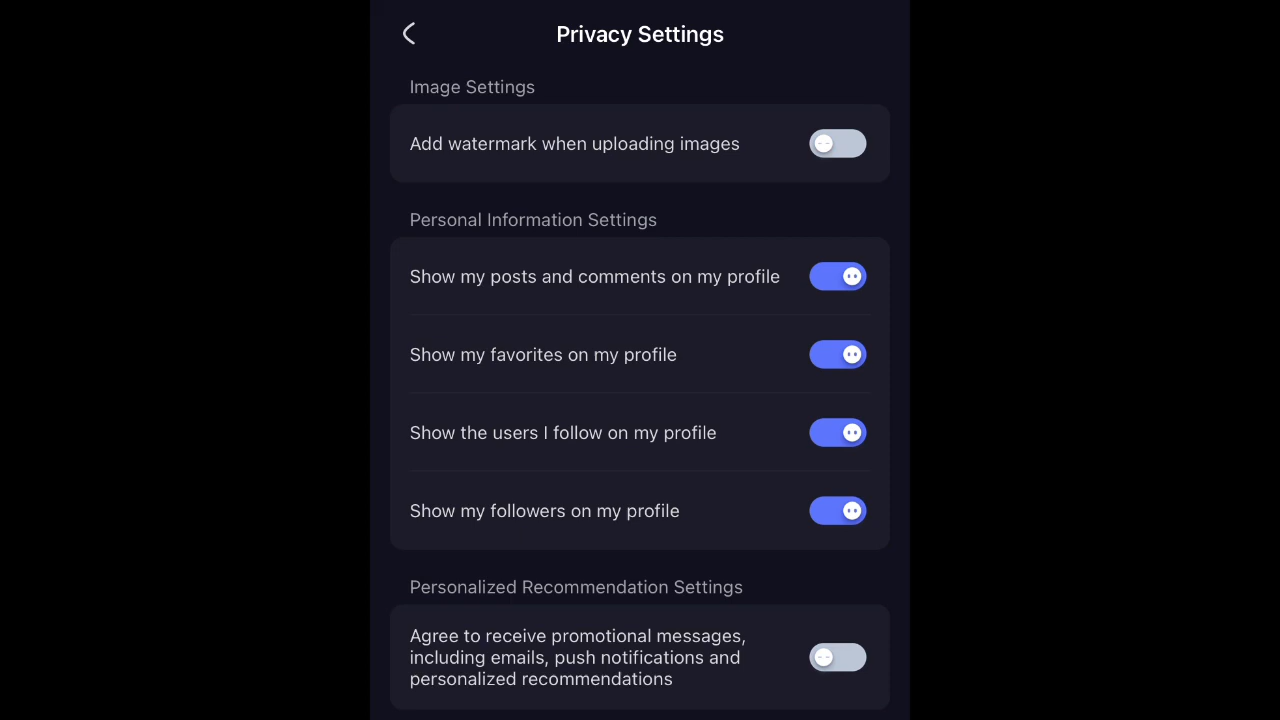 Privacy Settings
Image Settings
Add watermark when uploading images
Personal Information Settings
Show my posts and comments on my profile
Show my favorites on my profile
Show the users I follow on my profile
Show my followers on my profile
Personalized Recommendation Settings
Agree to receive promotional messages,
including emails, push notifications and
personalized recommendations